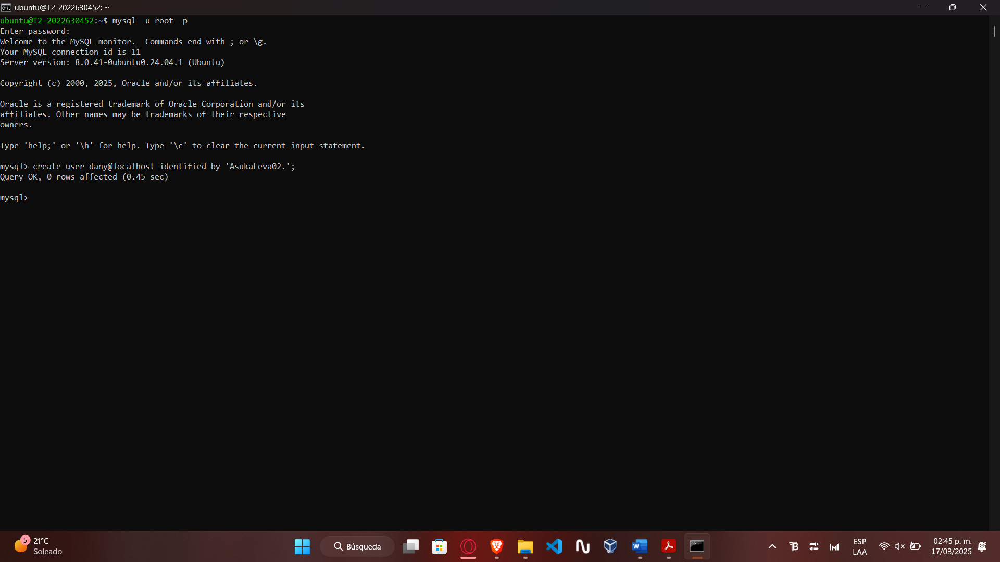 ubuntu@T2-2022630452: ~
ubuntu@T2-2022630452:~$ mysql -u root -p
Enter password:
Welcome to the MySQL monitor.  Commands end with ; or \g.
Your MySQL connection id is 11
Server version: 8.0.41-0ubuntu0.24.04.1 (Ubuntu)
Copyright (c) 2000, 2025, Oracle and/or its affiliates.
Oracle is a registered trademark of Oracle Corporation and/or its
affiliates. Other names may be trademarks of their respective
owners.
Type 'help;' or '\h' for help. Type '\c' to clear the current input statement.
mysql> create user dany@localhost identified by 'AsukaLeva02.';
Query OK, 0 rows affected (0.45 sec)
mysql>
5
21°C
Soleado
Búsqueda
ESP
LAA
02:45 p. m.
17/03/2025